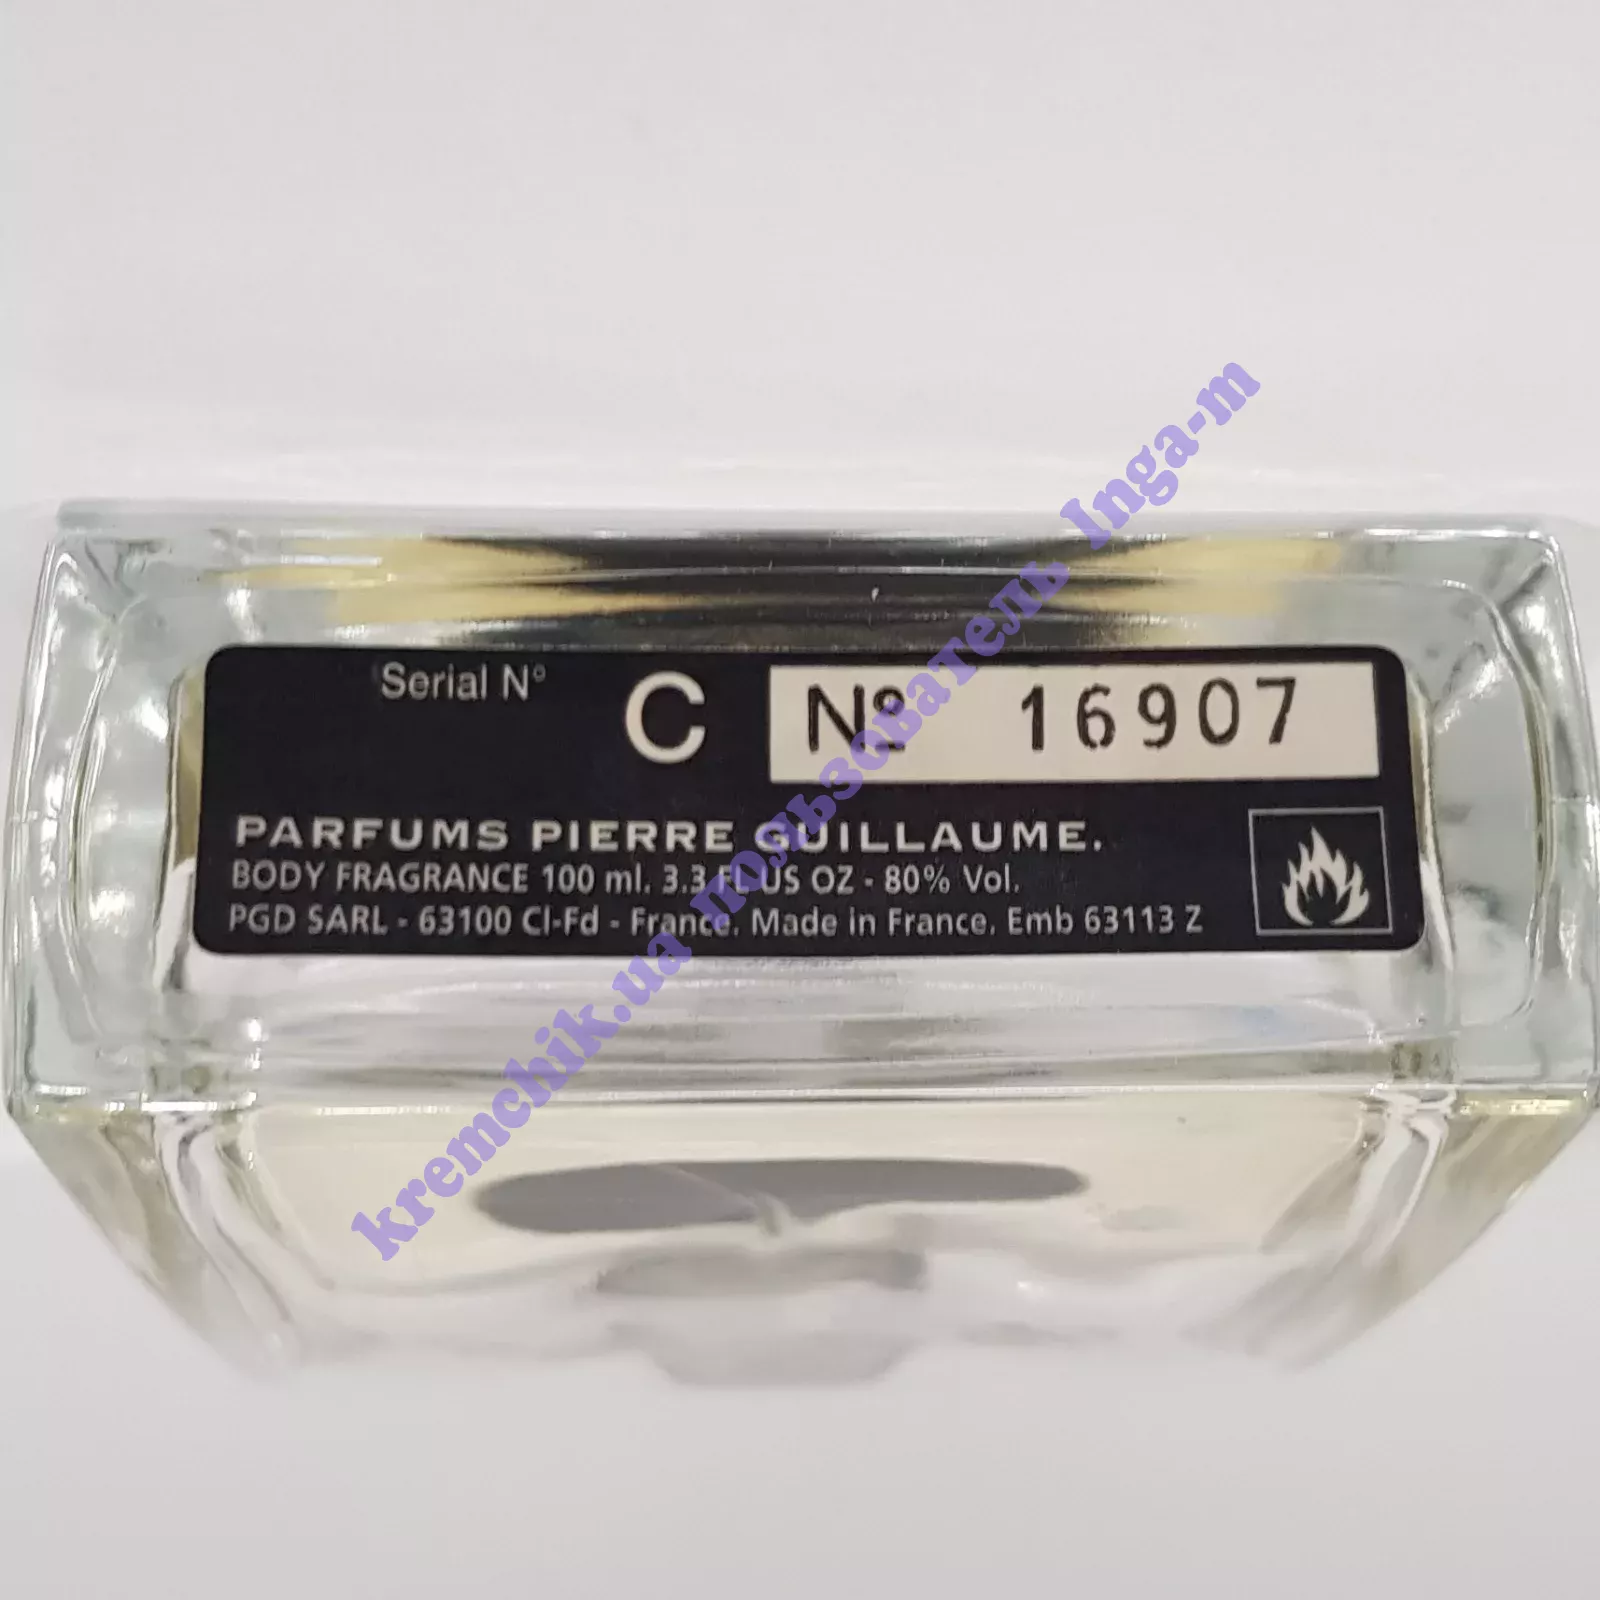 Serial N° C № 16907
PARFUMS PIERRE GUILLAUME.
BODY FRAGRANCE 100 ml. 3.3 FL US OZ - 80% Vol.
PGD SARL - 63100 Cl-Fd - France. Made in France. Emb 63113 Z
kremchik.ua пользователь Inga-m